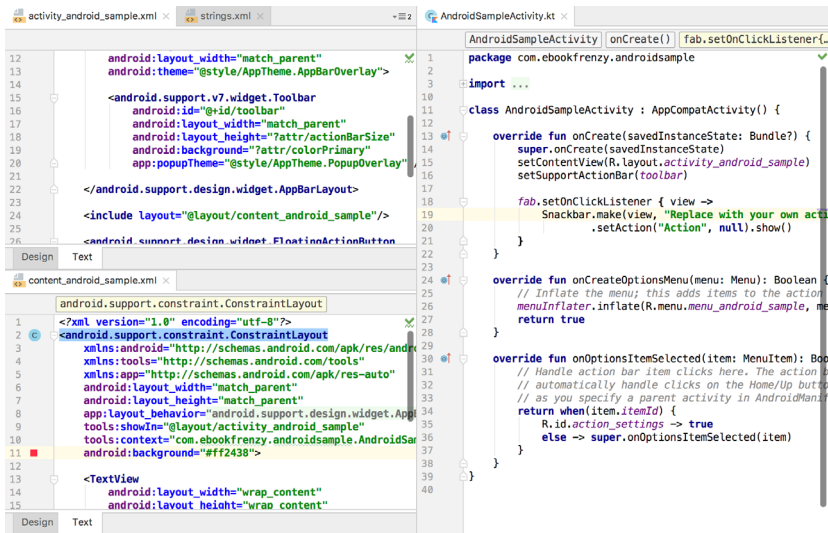 activity_android_sample.xml
strings.xml
2
12 android:layout_width="match_parent"
13 android:theme="@style/AppTheme.AppBarOverlay">
14
15 <android.support.v7.widget.Toolbar
16 android:id="@+id/toolbar"
17 android:layout_width="match_parent"
18 android:layout_height="?attr/actionBarSize"
19 android:background="?attr/colorPrimary"
20 app:popupTheme="@style/AppTheme.PopupOverlay" /
21
22 </android.support.design.widget.AppBarLayout>
23
24 <include layout="@layout/content_android_sample"/>
25
26 <android.support.design.widget.FloatingActionButton
Design Text
content_android_sample.xml
android.support.constraint.ConstraintLayout
1 <?xml version="1.0" encoding="utf-8"?>
2 C <android.support.constraint.ConstraintLayout
3 xmlns:android="http://schemas.android.com/apk/res/andro
4 xmlns:tools="http://schemas.android.com/tools"
5 xmlns:app="http://schemas.android.com/apk/res-auto"
6 android:layout_width="match_parent"
7 android:layout_height="match_parent"
8 app:layout_behavior="android.support.design.widget.App
9 tools:showIn="@layout/activity_android_sample"
10 tools:context="com.ebookfrenzy.androidsample.AndroidSam
11 android:background="#ff2438">
12
13 <TextView
14 android:layout_width="wrap_content"
15 android:layout_height="wrap_content"
Design Text
AndroidSampleActivity.kt
AndroidSampleActivity onCreate() fab.setOnClickListener{…
1 package com.ebookfrenzy.androidsample
2
3 import ...
10
11 class AndroidSampleActivity : AppCompatActivity() {
12
13 override fun onCreate(savedInstanceState: Bundle?) {
14 super.onCreate(savedInstanceState)
15 setContentView(R.layout.activity_android_sample)
16 setSupportActionBar(toolbar)
17
18 fab.setOnClickListener { view ->
19 Snackbar.make(view, "Replace with your own acti
20 .setAction("Action", null).show()
21 }
22 }
23
24 override fun onCreateOptionsMenu(menu: Menu): Boolean {
25 // Inflate the menu; this adds items to the action
26 menuInflater.inflate(R.menu.menu_android_sample, me
27 return true
28 }
29
30 override fun onOptionsItemSelected(item: MenuItem): Boo
31 // Handle action bar item clicks here. The action b
32 // automatically handle clicks on the Home/Up butto
33 // as you specify a parent activity in AndroidManif
34 return when(item.itemId) {
35 R.id.action_settings -> true
36 else -> super.onOptionsItemSelected(item)
37 }
38 }
39 }
40